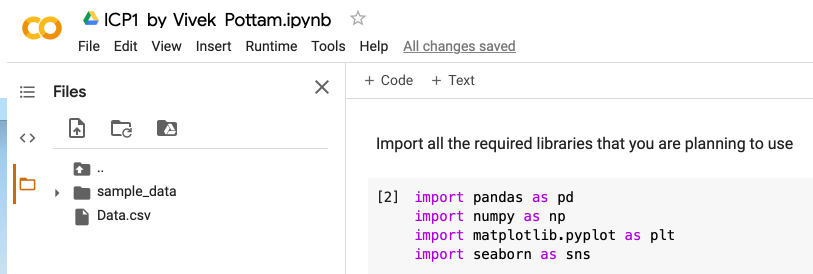 ICP1 by Vivek Pottam.ipynb
File Edit View Insert Runtime Tools Help All changes saved
Files
+ Code + Text
..
sample_data
Data.csv
Import all the required libraries that you are planning to use
[2] import pandas as pd
import numpy as np
import matplotlib.pyplot as plt
import seaborn as sns